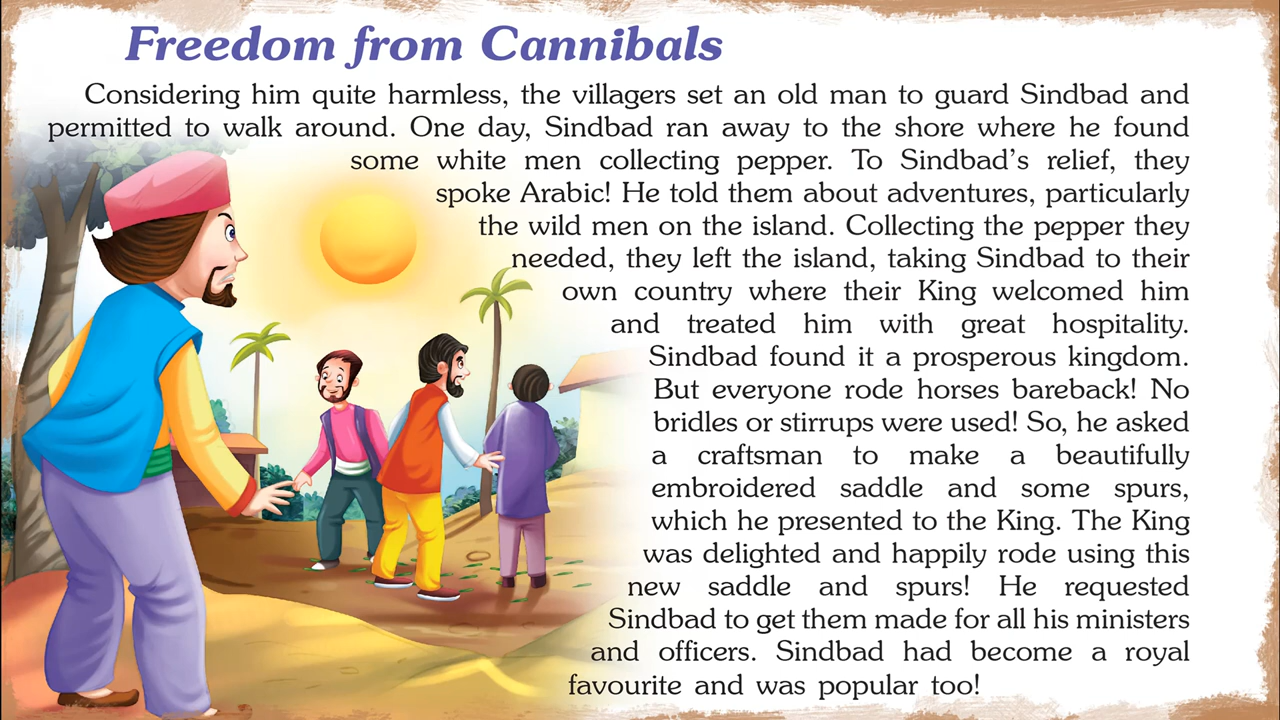 Freedom from Cannibals
Considering him quite harmless, the villagers set an old man to guard Sindbad and
permitted to walk around. One day, Sindbad ran away to the shore where he found
some white men collecting pepper. To Sindbad's relief, they
spoke Arabic! He told them about adventures, particularly
the wild men on the island. Collecting the pepper they
needed, they left the island, taking Sindbad to their
own country where their King welcomed him
and treated him with great hospitality.
Sindbad found it a prosperous kingdom.
But everyone rode horses bareback! No
bridles or stirrups were used! So, he asked
a craftsman to make a beautifully
embroidered saddle and some spurs,
which he presented to the King. The King
was delighted and happily rode using this
new saddle and spurs! He requested
Sindbad to get them made for all his ministers
and officers. Sindbad had become a royal
favourite and was popular too!